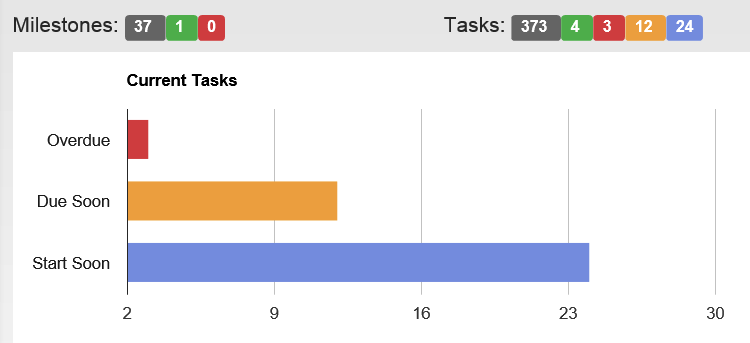 Milestones: 37 1 0 Tasks: 373 4 3 12 24
Current Tasks
Overdue
Due Soon
Start Soon
2 9 16 23 30